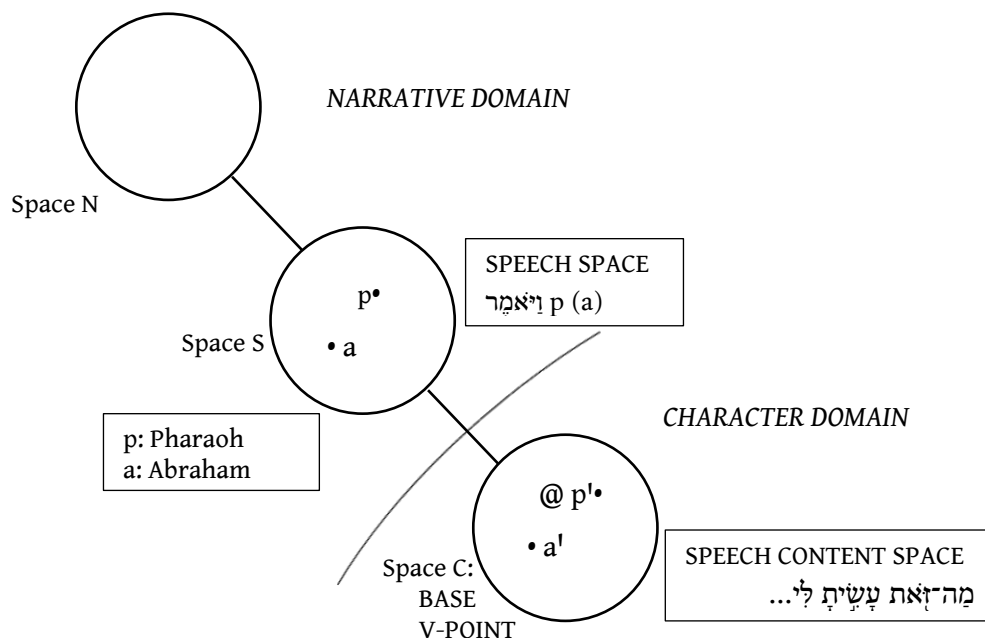 NARRATIVE DOMAIN
Space N
SPEECH SPACE
וַיֹּאמֶר p (a)
p•
• a
Space S
p: Pharaoh
a: Abraham
CHARACTER DOMAIN
@ p'•
• a'
Space C:
BASE
V-POINT
SPEECH CONTENT SPACE
מַה־זֹּ֖את עָשִׂ֣יתָ לִּ֑י...